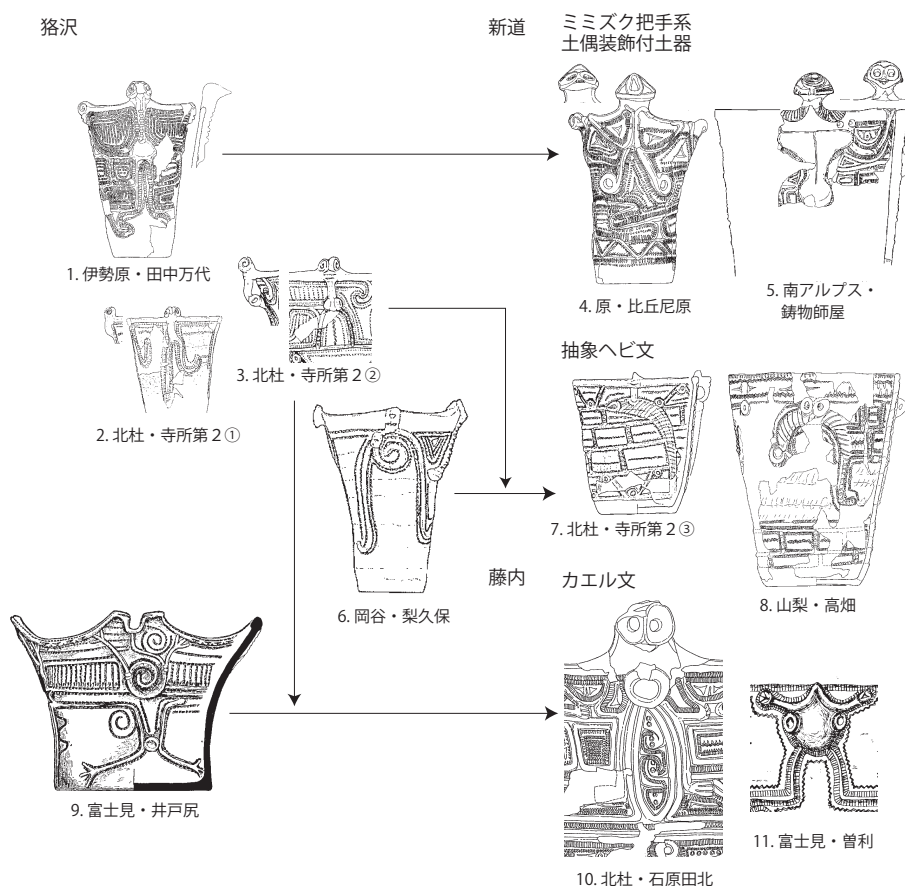 狢沢
新道
ミミズク把手系
土偶装飾付土器
1. 伊勢原・田中万代
2. 北杜・寺所第２①
3. 北杜・寺所第２②
4. 原・比丘尼原
5. 南アルプス・
鋳物師屋
抽象ヘビ文
6. 岡谷・梨久保
7. 北杜・寺所第２③
8. 山梨・高畑
藤内
カエル文
9. 富士見・井戸尻
10. 北杜・石原田北
11. 富士見・曽利